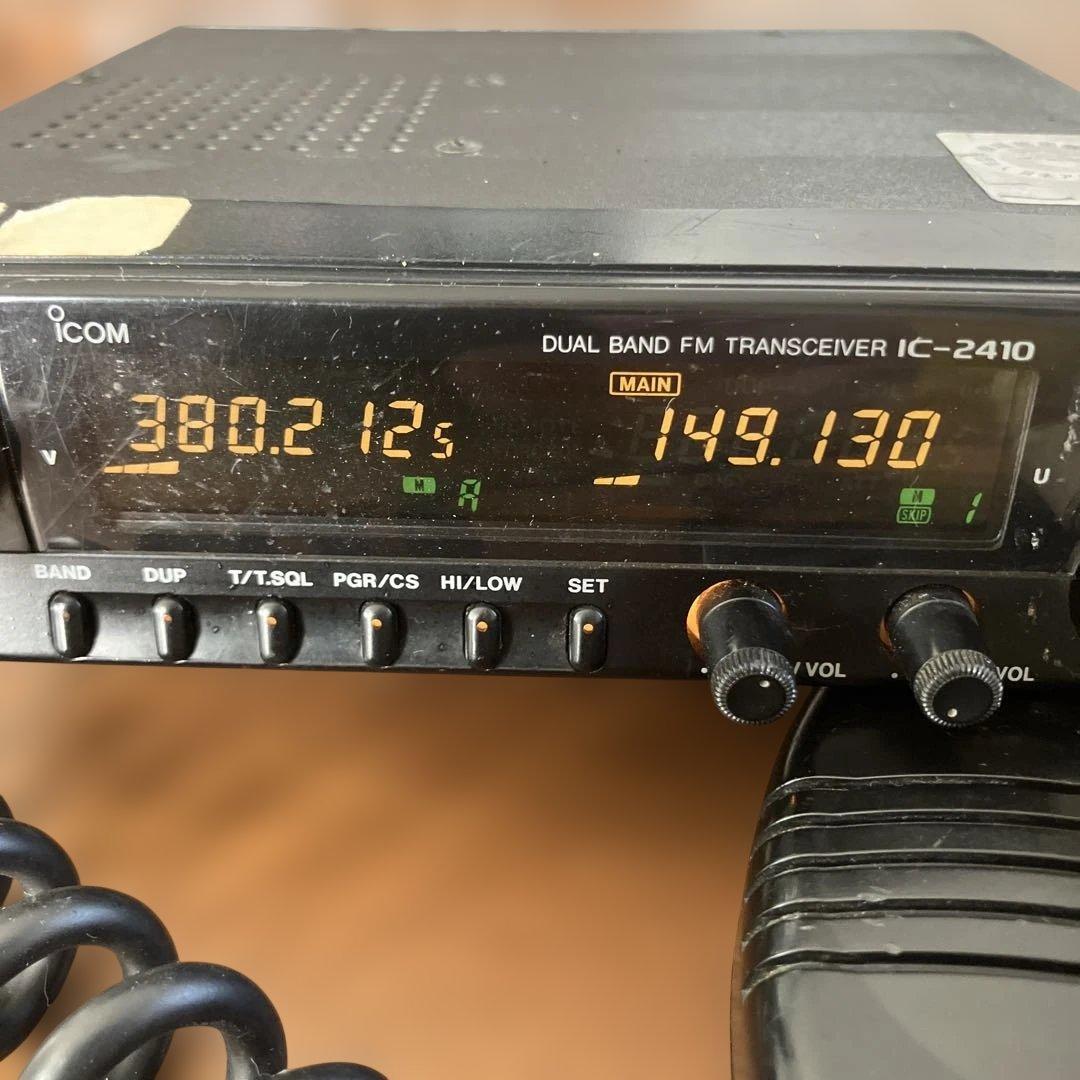 ICOM
DUAL BAND FM TRANSCEIVER IC-2410
MAIN
380.212s
149.130
V
U
M
A
M
SKIP
1
BAND DUP T/T.SQL PGR/CS HI/LOW SET
VOL
VOL